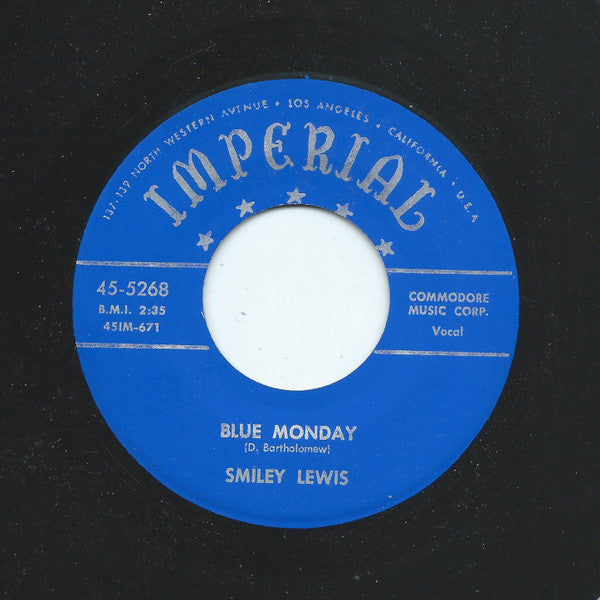 137-139 NORTH WESTERN AVENUE • LOS ANGELES • CALIFORNIA • U.S.A.
IMPERIAL
45-5268
B.M.I. 2:35
45IM-671
COMMODORE
MUSIC CORP.
Vocal
BLUE MONDAY
(D. Bartholomew)
SMILEY LEWIS